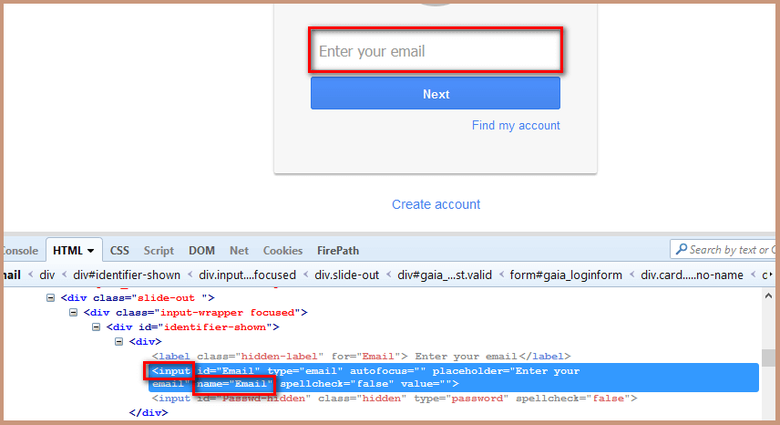 Enter your email
Next
Find my account
Create account
Console HTML CSS Script DOM Net Cookies FirePath Search by text or C
nail < div < div#identifier-shown < div.input....focused < div.slide-out < div#gaia_...st.valid < form#gaia_loginform < div.card.....no-name < c
<div class="slide-out ">
<div class="input-wrapper focused">
<div id="identifier-shown">
<div>
<label class="hidden-label" for="Email"> Enter your email</label>
<input id="Email" type="email" autofocus="" placeholder="Enter your
email" name="Email" spellcheck="false" value="">
<input id="Passwd-hidden" class="hidden" type="password" spellcheck="false">
</div>